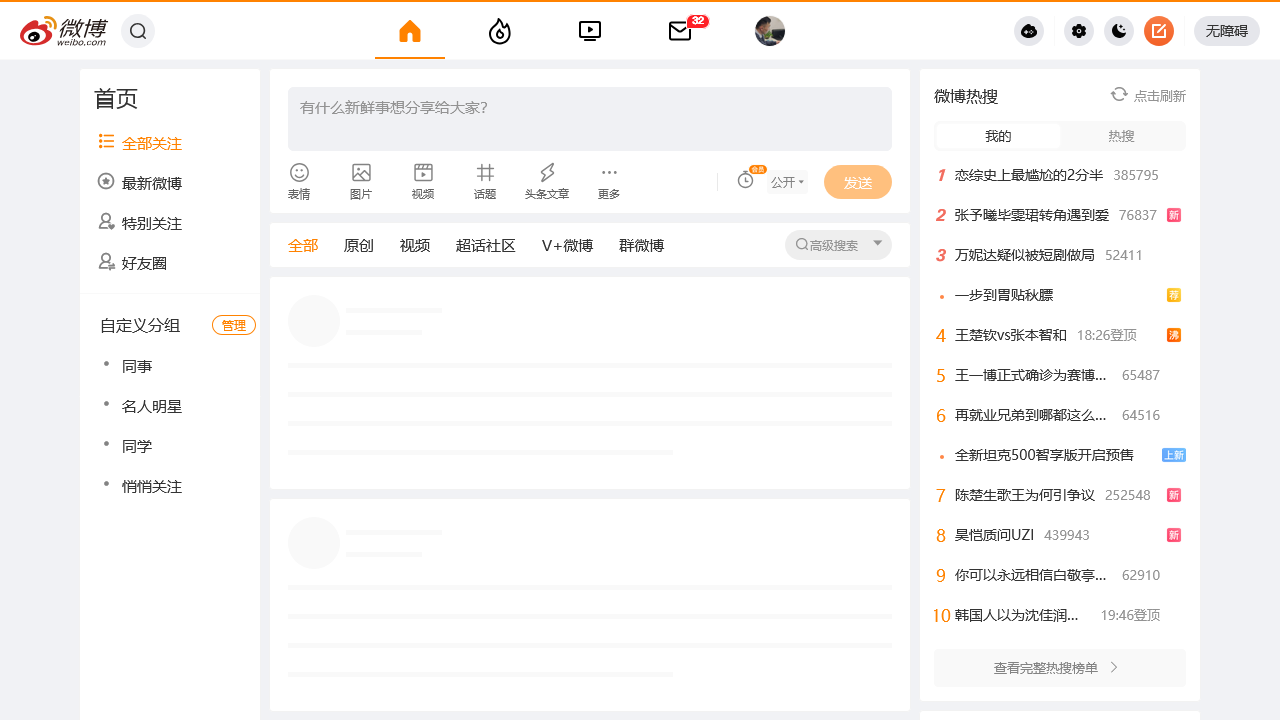 微博
weibo.com
32
无障碍
首页
全部关注
最新微博
特别关注
好友圈
自定义分组
管理
同事
名人明星
同学
悄悄关注
有什么新鲜事想分享给大家？
表情
图片
视频
话题
头条文章
更多
会员
公开
发送
全部
原创
视频
超话社区
V+微博
群微博
高级搜索
微博热搜
点击刷新
我的
热搜
1 恋综史上最尴尬的2分半 385795
2 张予曦毕雯珺转角遇到爱 76837 新
3 万妮达疑似被短剧做局 52411
• 一步到胃贴秋膘 荐
4 王楚钦vs张本智和 18:26登顶 沸
5 王一博正式确诊为赛博... 65487
6 再就业兄弟到哪都这么... 64516
• 全新坦克500智享版开启预售 上新
7 陈楚生歌王为何引争议 252548 新
8 昊恺质问UZI 439943 新
9 你可以永远相信白敬亭... 62910
10 韩国人以为沈佳润... 19:46登顶
查看完整热搜榜单